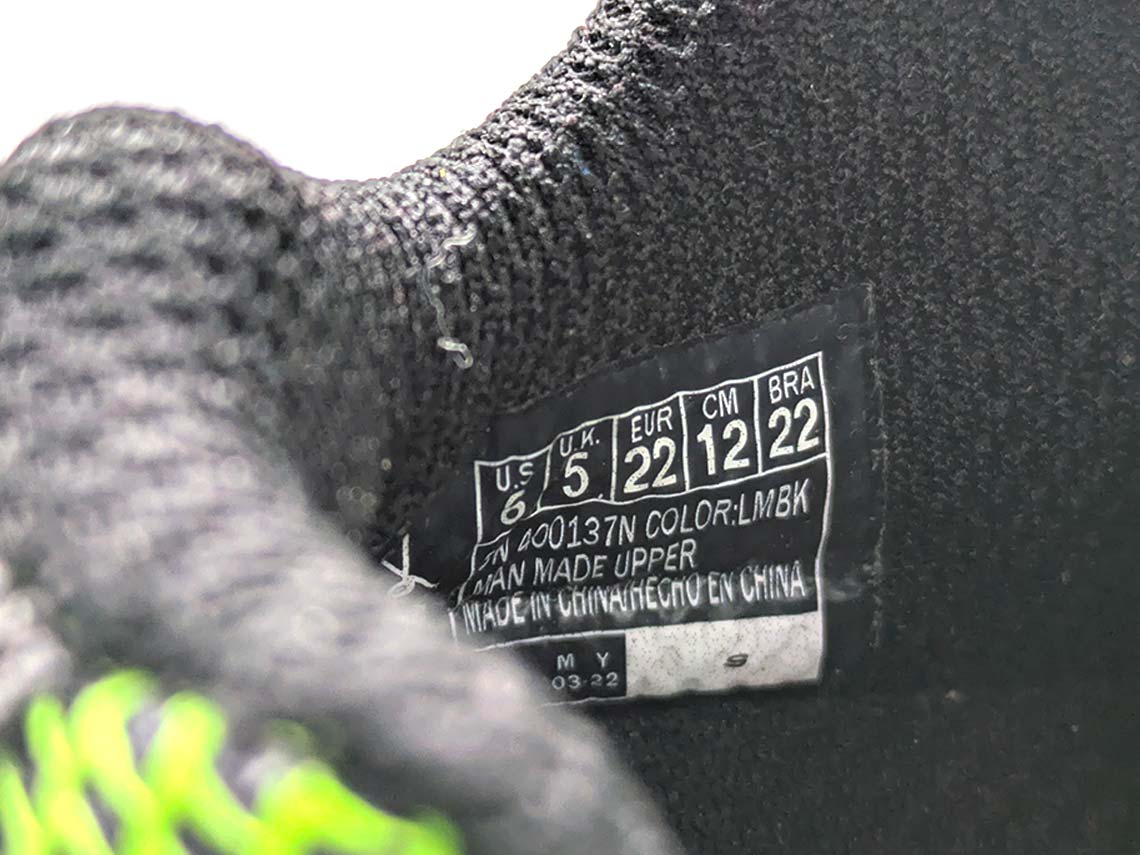 U.S U.K. EUR CM BRA
6 5 22 12 22
SN 400137N COLOR:LMBK
MAN MADE UPPER
MADE IN CHINA/HECHO EN CHINA
M Y
03-22
S